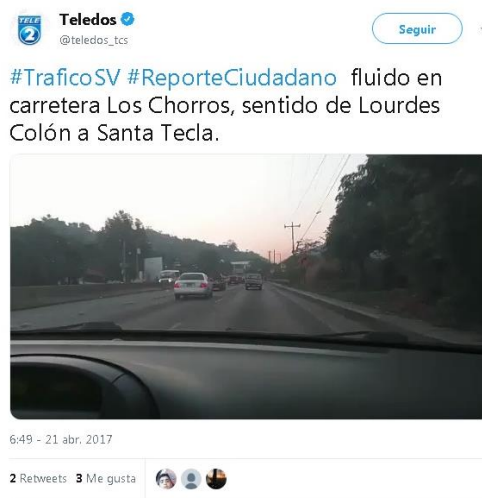 TELE
2
Teledos
@teledos_tcs
Seguir
#TraficoSV #ReporteCiudadano fluido en
carretera Los Chorros, sentido de Lourdes
Colón a Santa Tecla.
6:49 - 21 abr. 2017
2 Retweets 3 Me gusta